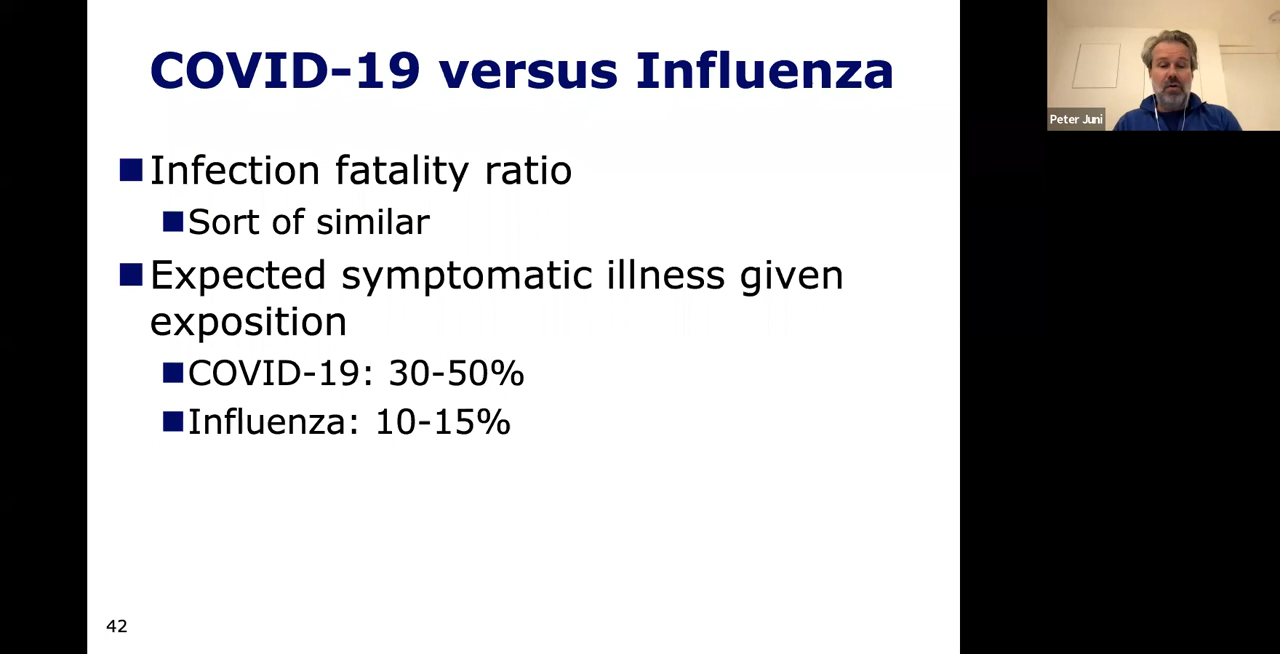 COVID-19 versus Influenza
Peter Juni
Infection fatality ratio
Sort of similar
Expected symptomatic illness given
exposition
COVID-19: 30-50%
Influenza: 10-15%
42